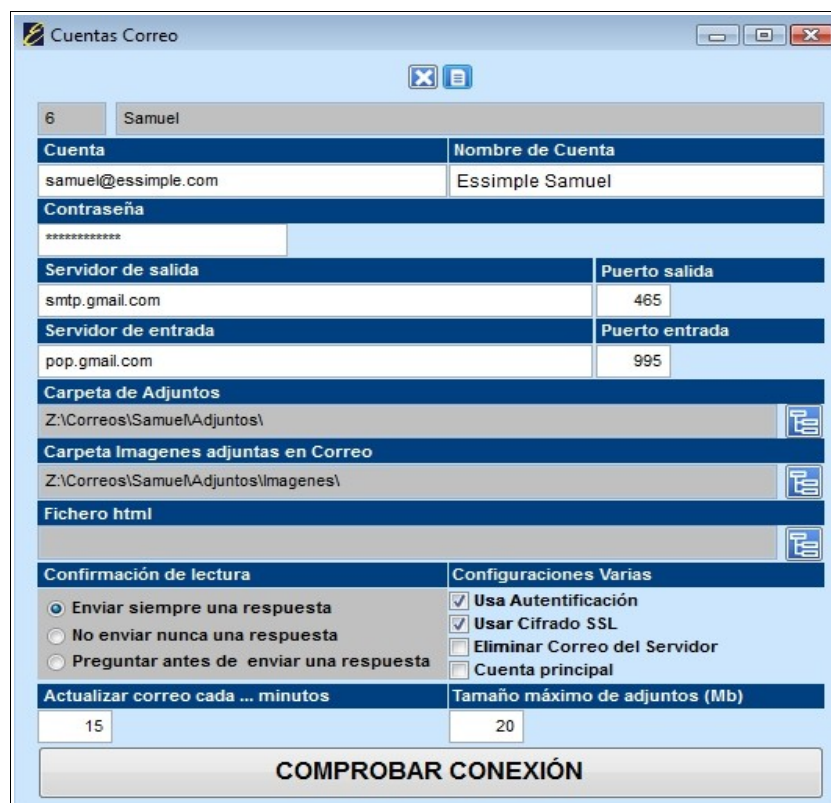 Cuentas Correo
6 Samuel
Cuenta Nombre de Cuenta
samuel@essimple.com Essimple Samuel
Contraseña
************
Servidor de salida Puerto salida
smtp.gmail.com 465
Servidor de entrada Puerto entrada
pop.gmail.com 995
Carpeta de Adjuntos
Z:\Correos\Samuel\Adjuntos\
Carpeta Imagenes adjuntas en Correo
Z:\Correos\Samuel\Adjuntos\Imagenes\
Fichero html
Confirmación de lectura Configuraciones Varias
Enviar siempre una respuesta Usa Autentificación
No enviar nunca una respuesta Usar Cifrado SSL
Preguntar antes de enviar una respuesta Eliminar Correo del Servidor
Cuenta principal
Actualizar correo cada ... minutos Tamaño máximo de adjuntos (Mb)
15 20
COMPROBAR CONEXIÓN